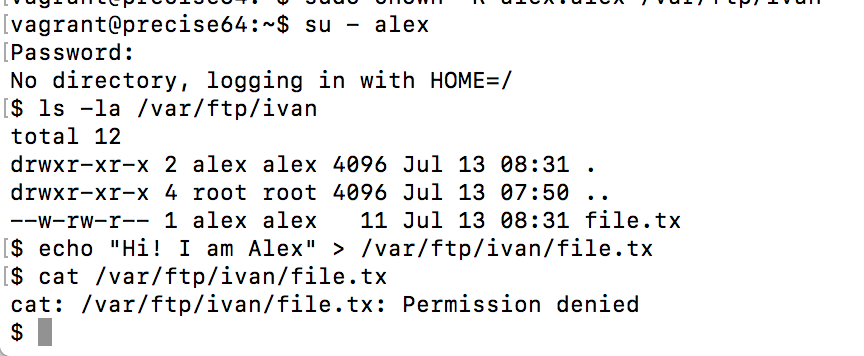 [vagrant@precise64:~$ sudo chown -R alex:alex /var/ftp/ivan
[vagrant@precise64:~$ su - alex
[Password:
No directory, logging in with HOME=/
[$ ls -la /var/ftp/ivan
total 12
drwxr-xr-x 2 alex alex 4096 Jul 13 08:31 .
drwxr-xr-x 4 root root 4096 Jul 13 07:50 ..
--w-rw-r-- 1 alex alex   11 Jul 13 08:31 file.tx
[$ echo "Hi! I am Alex" > /var/ftp/ivan/file.tx
[$ cat /var/ftp/ivan/file.tx
cat: /var/ftp/ivan/file.tx: Permission denied
$